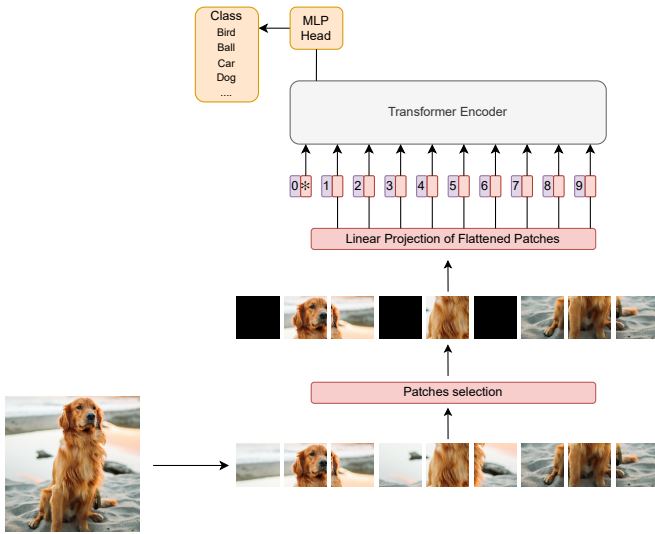 Class
Bird
Ball
Car
Dog
....
MLP
Head
Transformer Encoder
0 * 1 2 3 4 5 6 7 8 9
Linear Projection of Flattened Patches
Patches selection